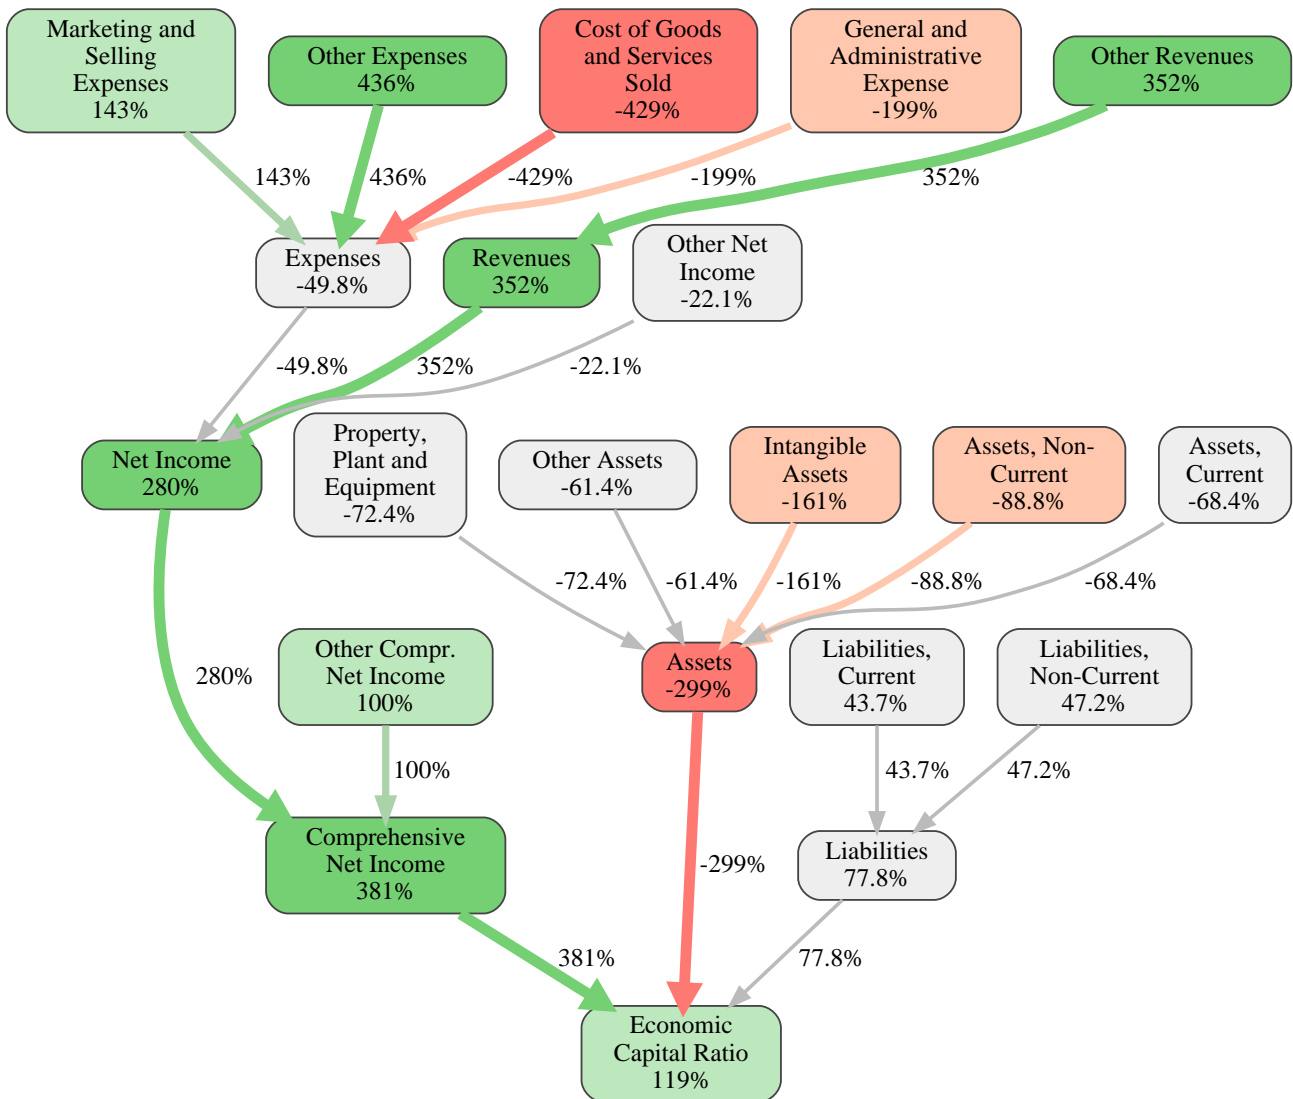 Marketing and
Selling
Expenses
143%
Other Expenses
436%
Cost of Goods
and Services
Sold
-429%
General and
Administrative
Expense
-199%
Other Revenues
352%
143%
436%
-429%
-199%
352%
Expenses
-49.8%
Revenues
352%
Other Net
Income
-22.1%
-49.8%
352%
-22.1%
Net Income
280%
Property,
Plant and
Equipment
-72.4%
Other Assets
-61.4%
Intangible
Assets
-161%
Assets, Non-
Current
-88.8%
Assets,
Current
-68.4%
-72.4%
-61.4%
-161%
-88.8%
-68.4%
280%
Other Compr.
Net Income
100%
Assets
-299%
Liabilities,
Current
43.7%
Liabilities,
Non-Current
47.2%
100%
43.7%
47.2%
Comprehensive
Net Income
381%
-299%
Liabilities
77.8%
381%
77.8%
Economic
Capital Ratio
119%